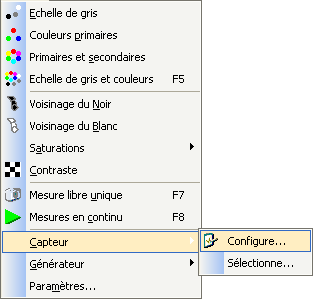 Echelle de gris
Couleurs primaires
Primaires et secondaires
Echelle de gris et couleurs F5
Voisinage du Noir
Voisinage du Blanc
Saturations
Contraste
Mesure libre unique F7
Mesures en continu F8
Capteur
Configure...
Générateur
Sélectionne...
Paramètres...